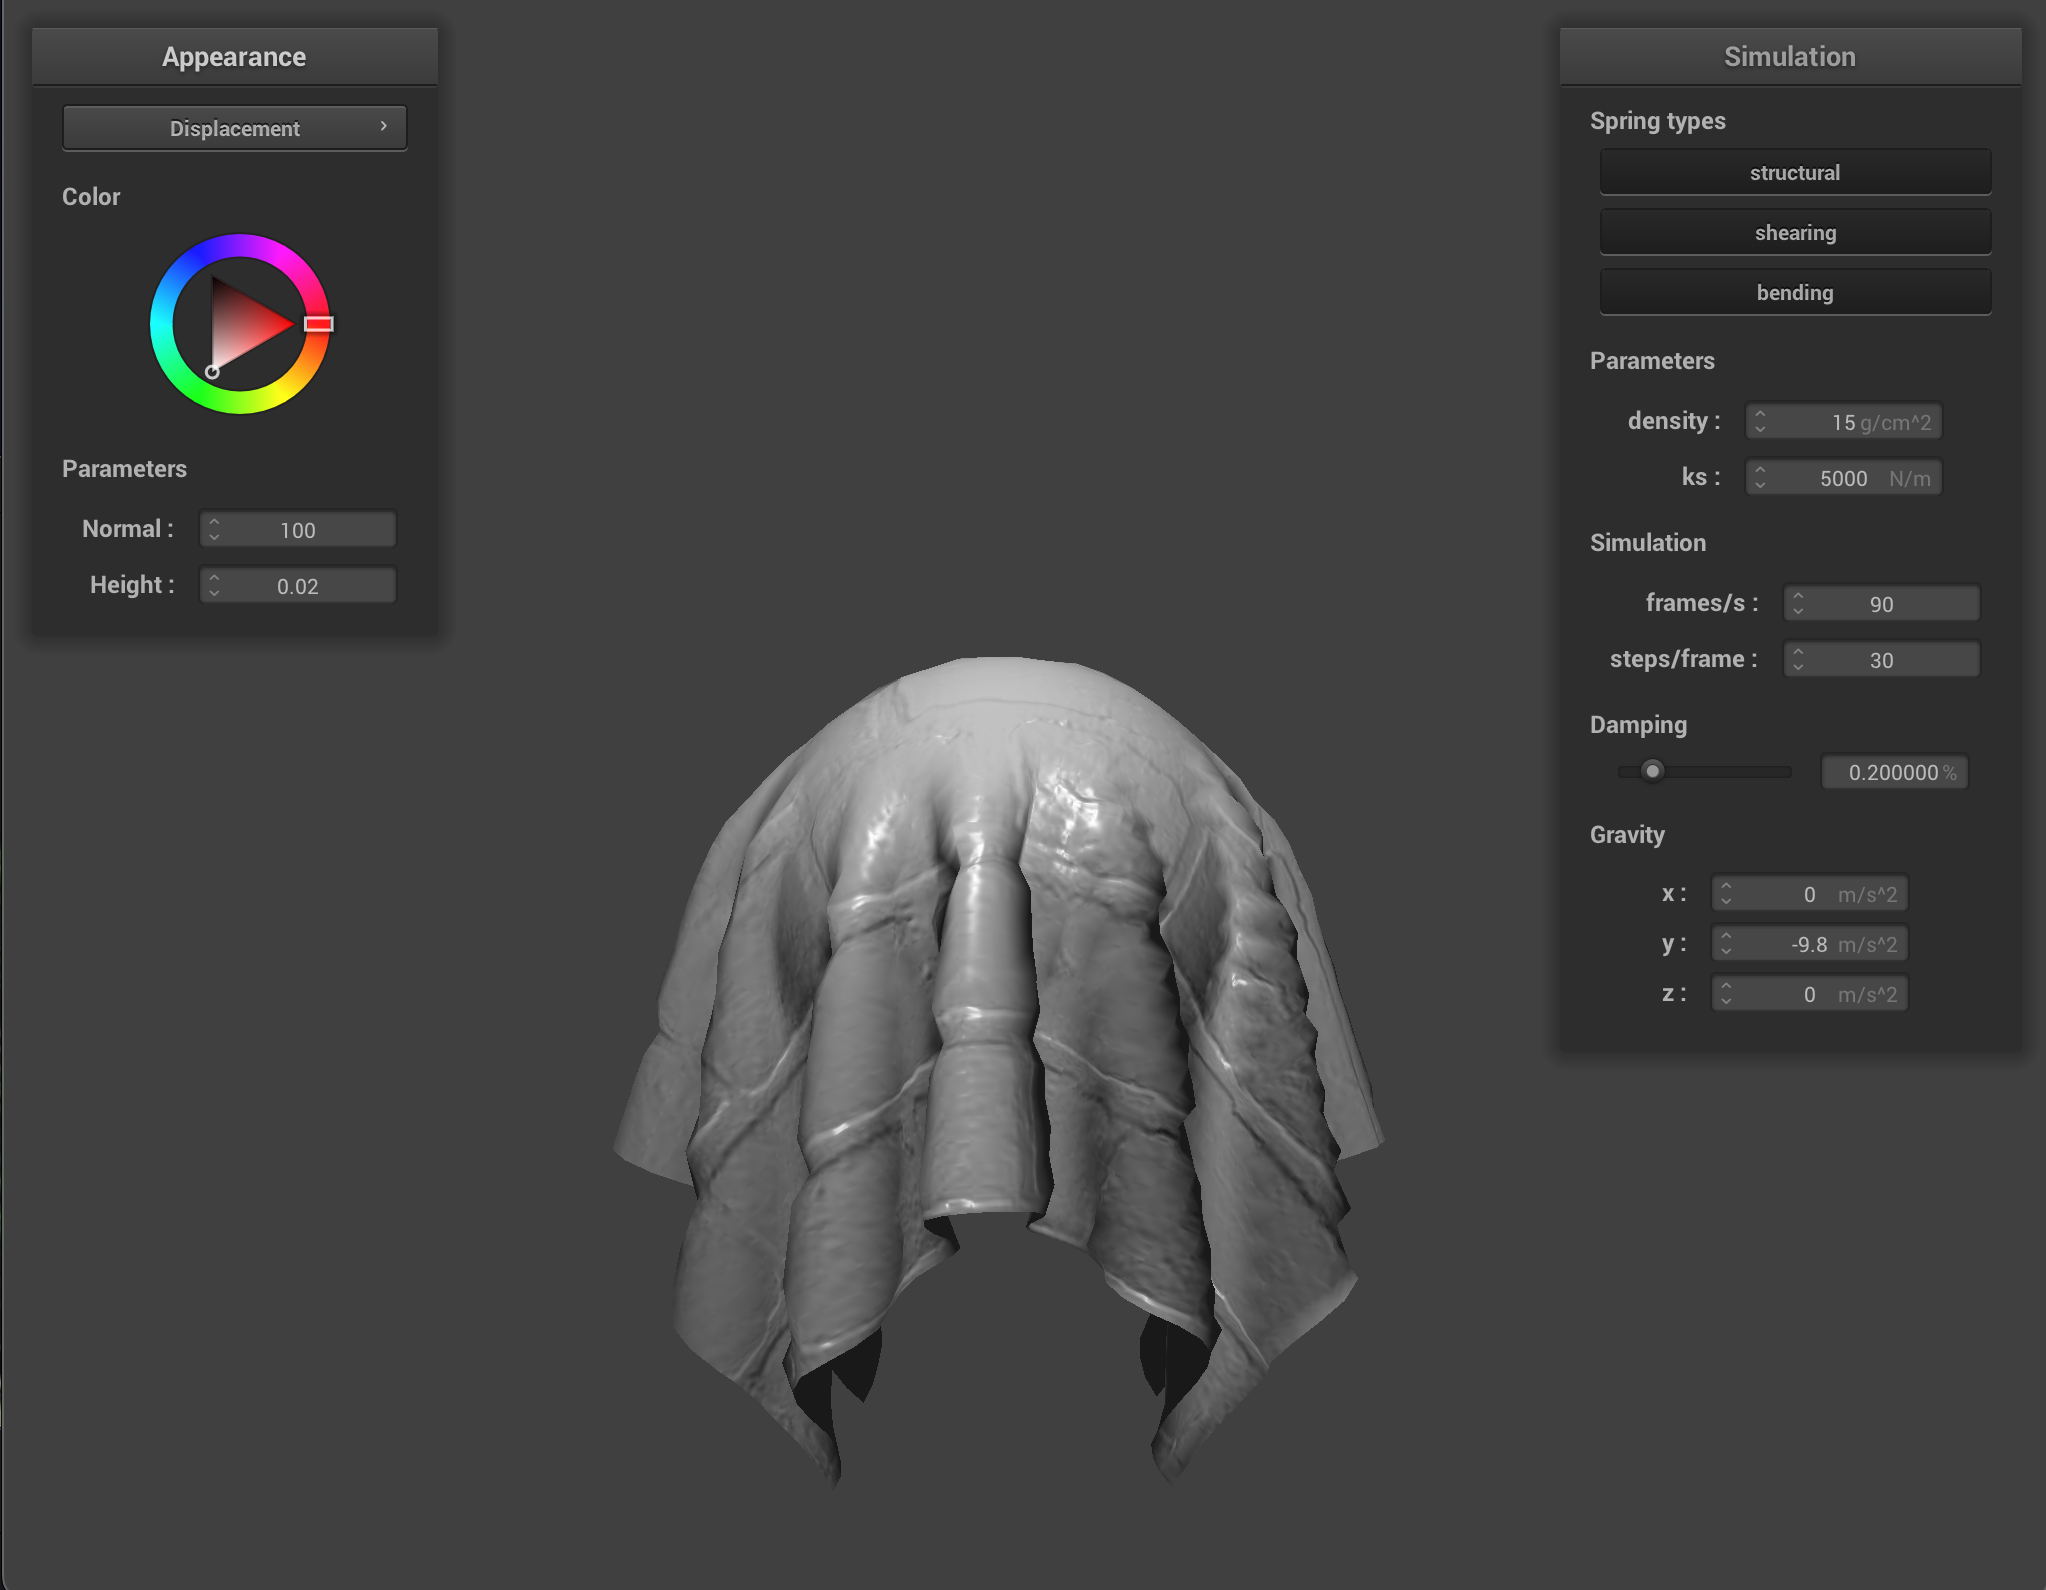 Appearance
Displacement
Color
Parameters
Normal : 100
Height : 0.02
Simulation
Spring types
structural
shearing
bending
Parameters
density : 15 g/cm^2
ks : 5000 N/m
Simulation
frames/s : 90
steps/frame : 30
Damping
0.200000 %
Gravity
x : 0 m/s^2
y : -9.8 m/s^2
z : 0 m/s^2